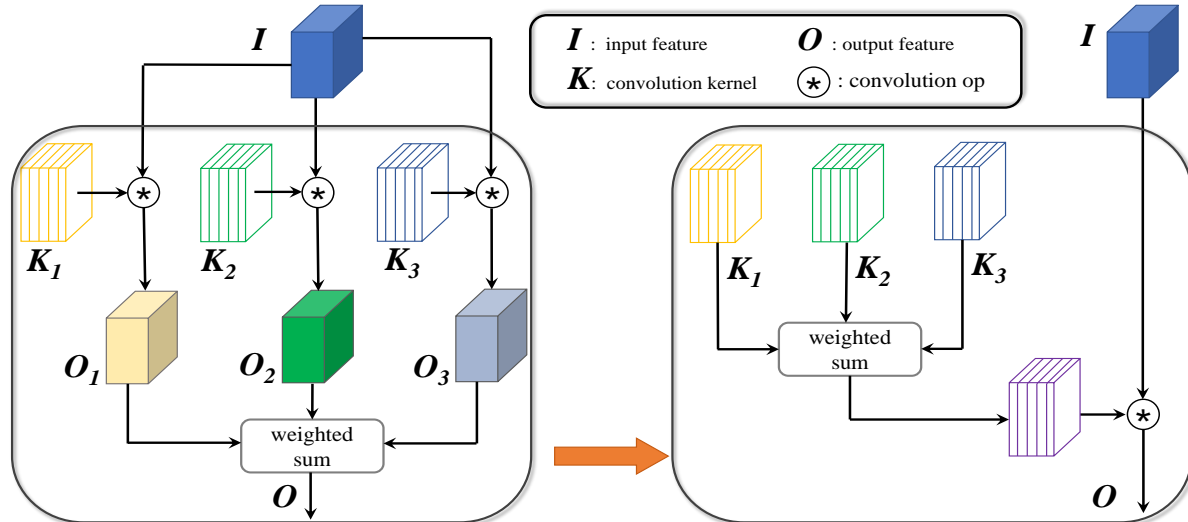 I
I : input feature
O : output feature
K: convolution kernel
* : convolution op
I
*
*
*
K1
K2
K3
O1
O2
O3
weighted
sum
O
K1
K2
K3
weighted
sum
*
O